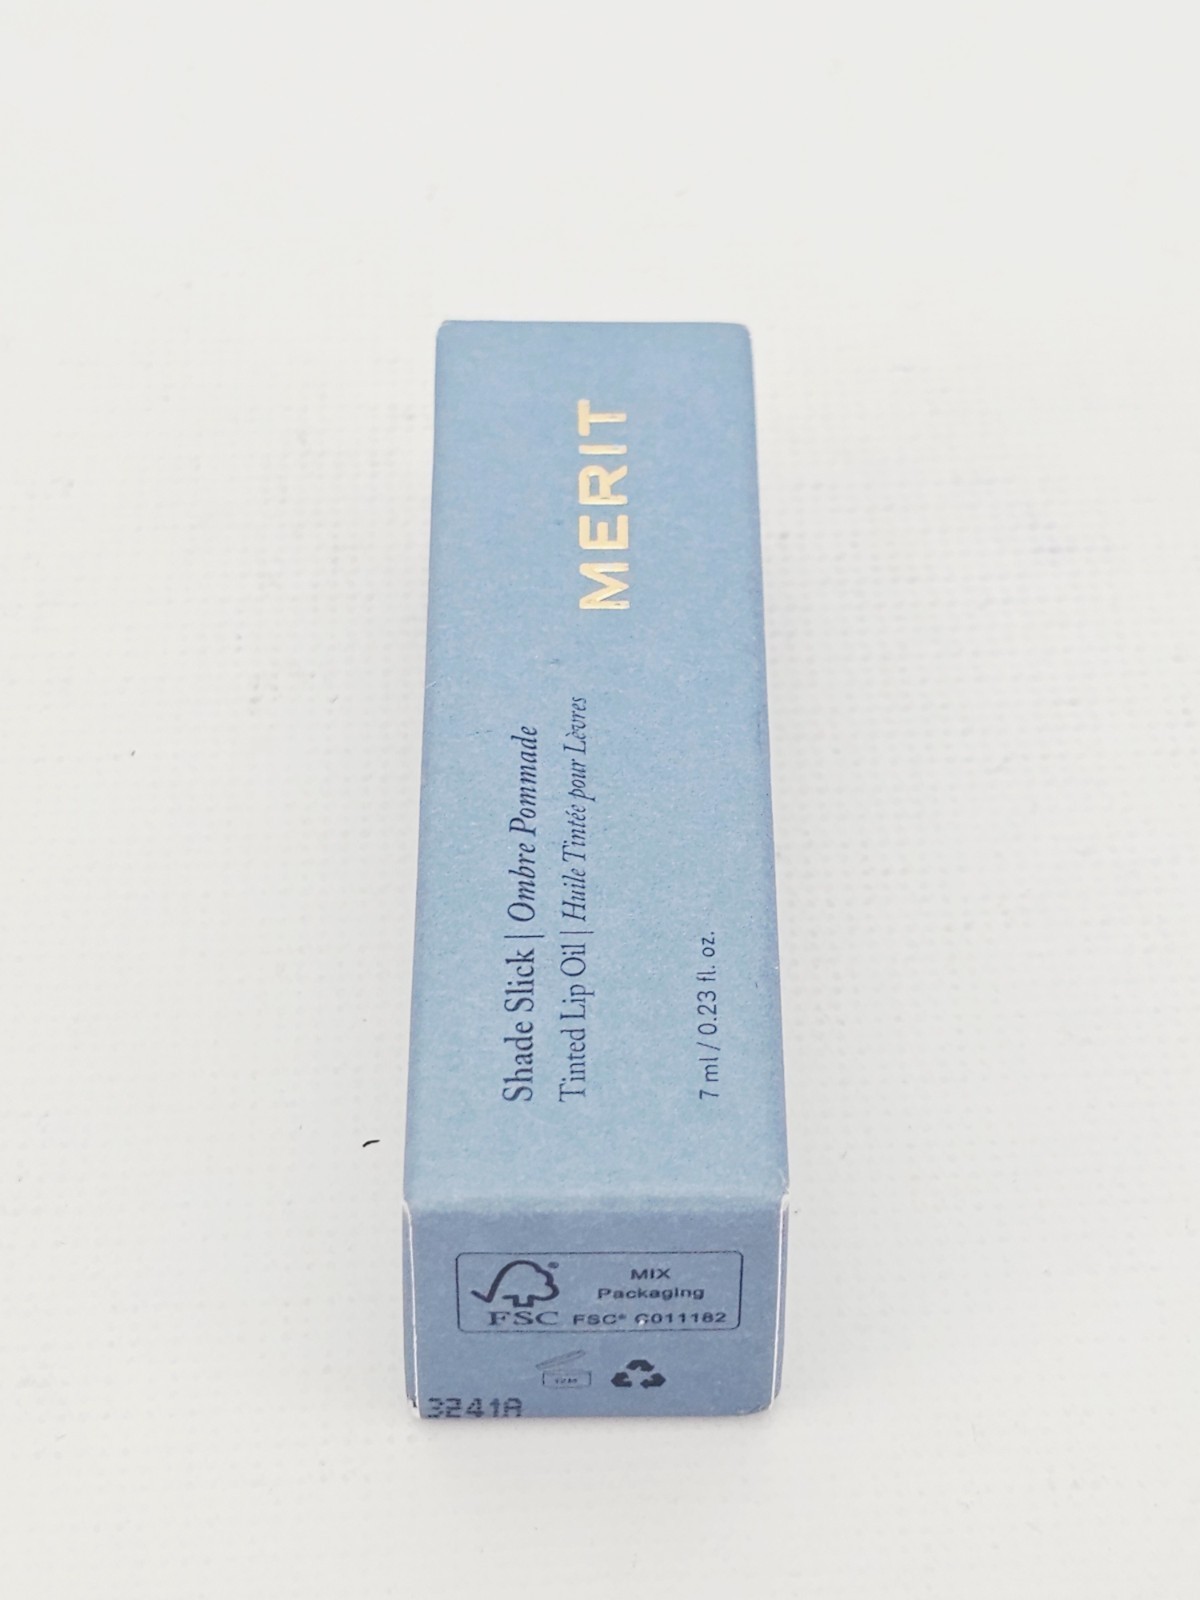 MERIT
Shade Slick | Ombre Pommade
Tinted Lip Oil | Huile Tintée pour Lèvres
7 ml / 0.23 fl. oz.
MIX
Packaging
FSC FSC® C011182
12M